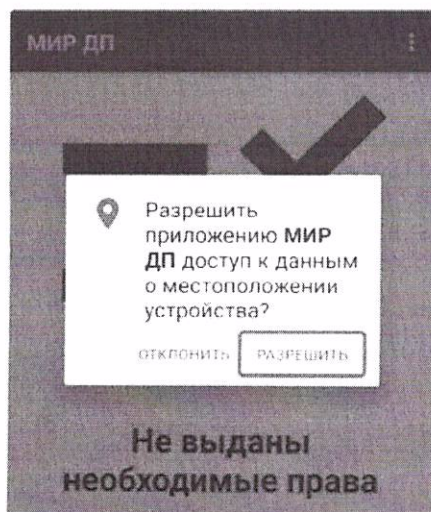 МИР ДП
Разрешить
приложению МИР
ДП доступ к данным
о местоположении
устройства?
ОТКЛОНИТЬ РАЗРЕШИТЬ
Не выданы
необходимые права